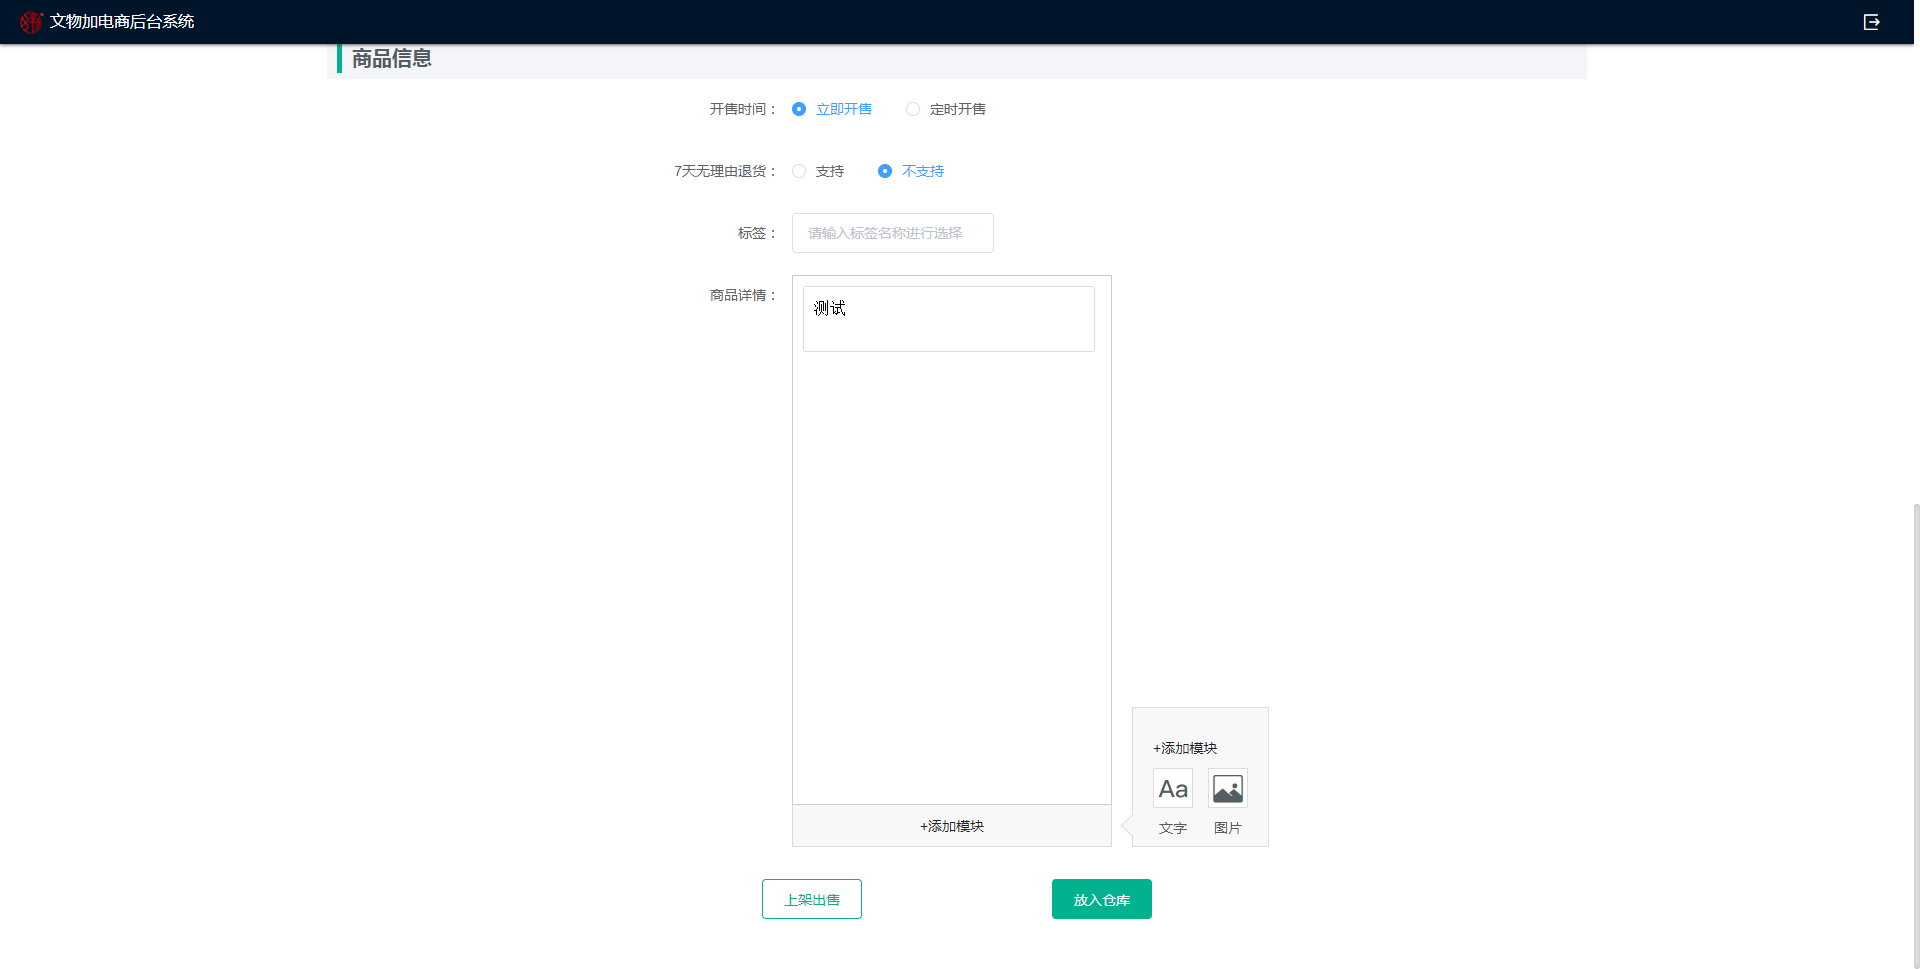 文物加电商后台系统
商品信息
开售时间： 立即开售 定时开售
7天无理由退货： 支持 不支持
标签： 请输入标签名称进行选择
商品详情： 测试
+添加模块
Aa
文字 图片
+添加模块
上架出售 放入仓库